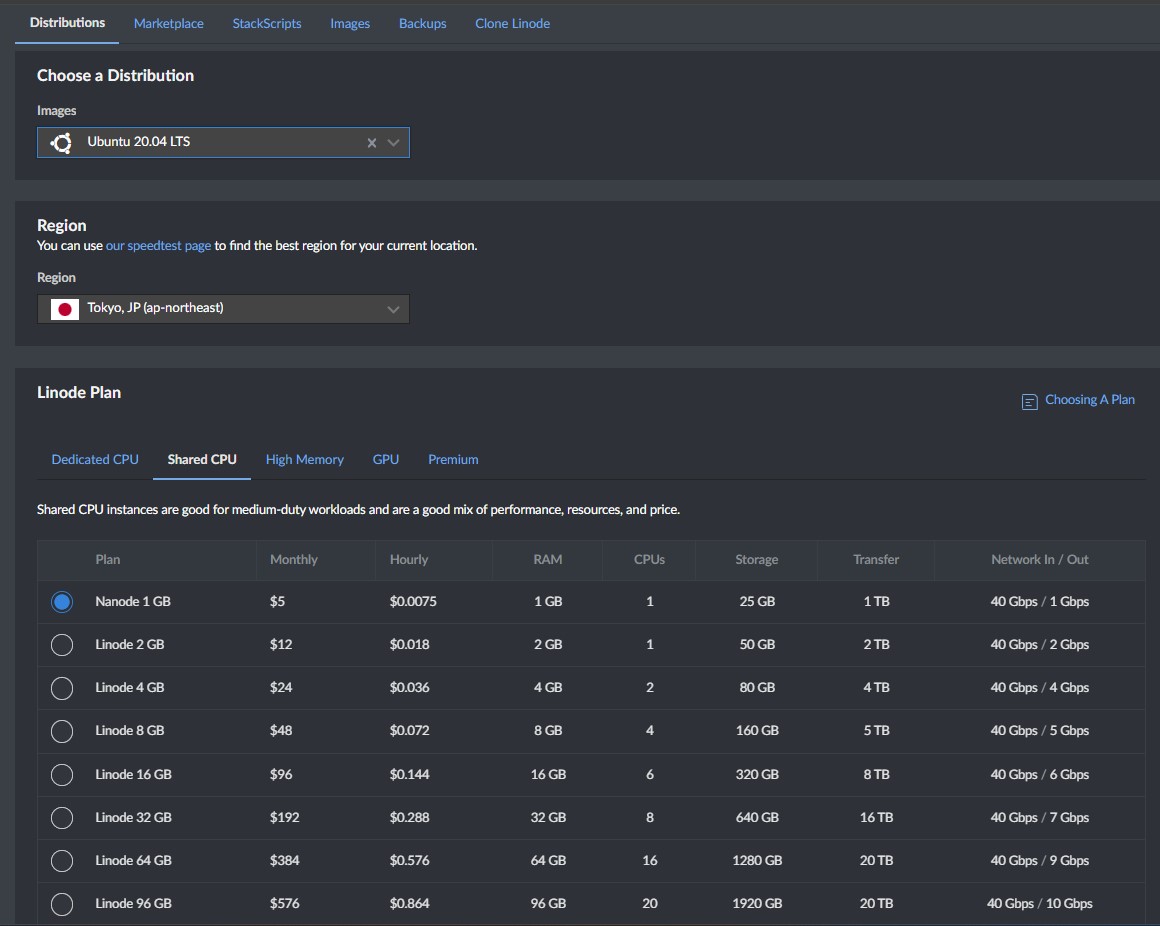 Distributions Marketplace StackScripts Images Backups Clone Linode
Choose a Distribution
Images
Ubuntu 20.04 LTS
Region
You can use our speedtest page to find the best region for your current location.
Region
Tokyo, JP (ap-northeast)
Linode Plan
Choosing A Plan
Dedicated CPU Shared CPU High Memory GPU Premium
Shared CPU instances are good for medium-duty workloads and are a good mix of performance, resources, and price.
Plan Monthly Hourly RAM CPUs Storage Transfer Network In / Out
Nanode 1 GB $5 $0.0075 1 GB 1 25 GB 1 TB 40 Gbps / 1 Gbps
Linode 2 GB $12 $0.018 2 GB 1 50 GB 2 TB 40 Gbps / 2 Gbps
Linode 4 GB $24 $0.036 4 GB 2 80 GB 4 TB 40 Gbps / 4 Gbps
Linode 8 GB $48 $0.072 8 GB 4 160 GB 5 TB 40 Gbps / 5 Gbps
Linode 16 GB $96 $0.144 16 GB 6 320 GB 8 TB 40 Gbps / 6 Gbps
Linode 32 GB $192 $0.288 32 GB 8 640 GB 16 TB 40 Gbps / 7 Gbps
Linode 64 GB $384 $0.576 64 GB 16 1280 GB 20 TB 40 Gbps / 9 Gbps
Linode 96 GB $576 $0.864 96 GB 20 1920 GB 20 TB 40 Gbps / 10 Gbps